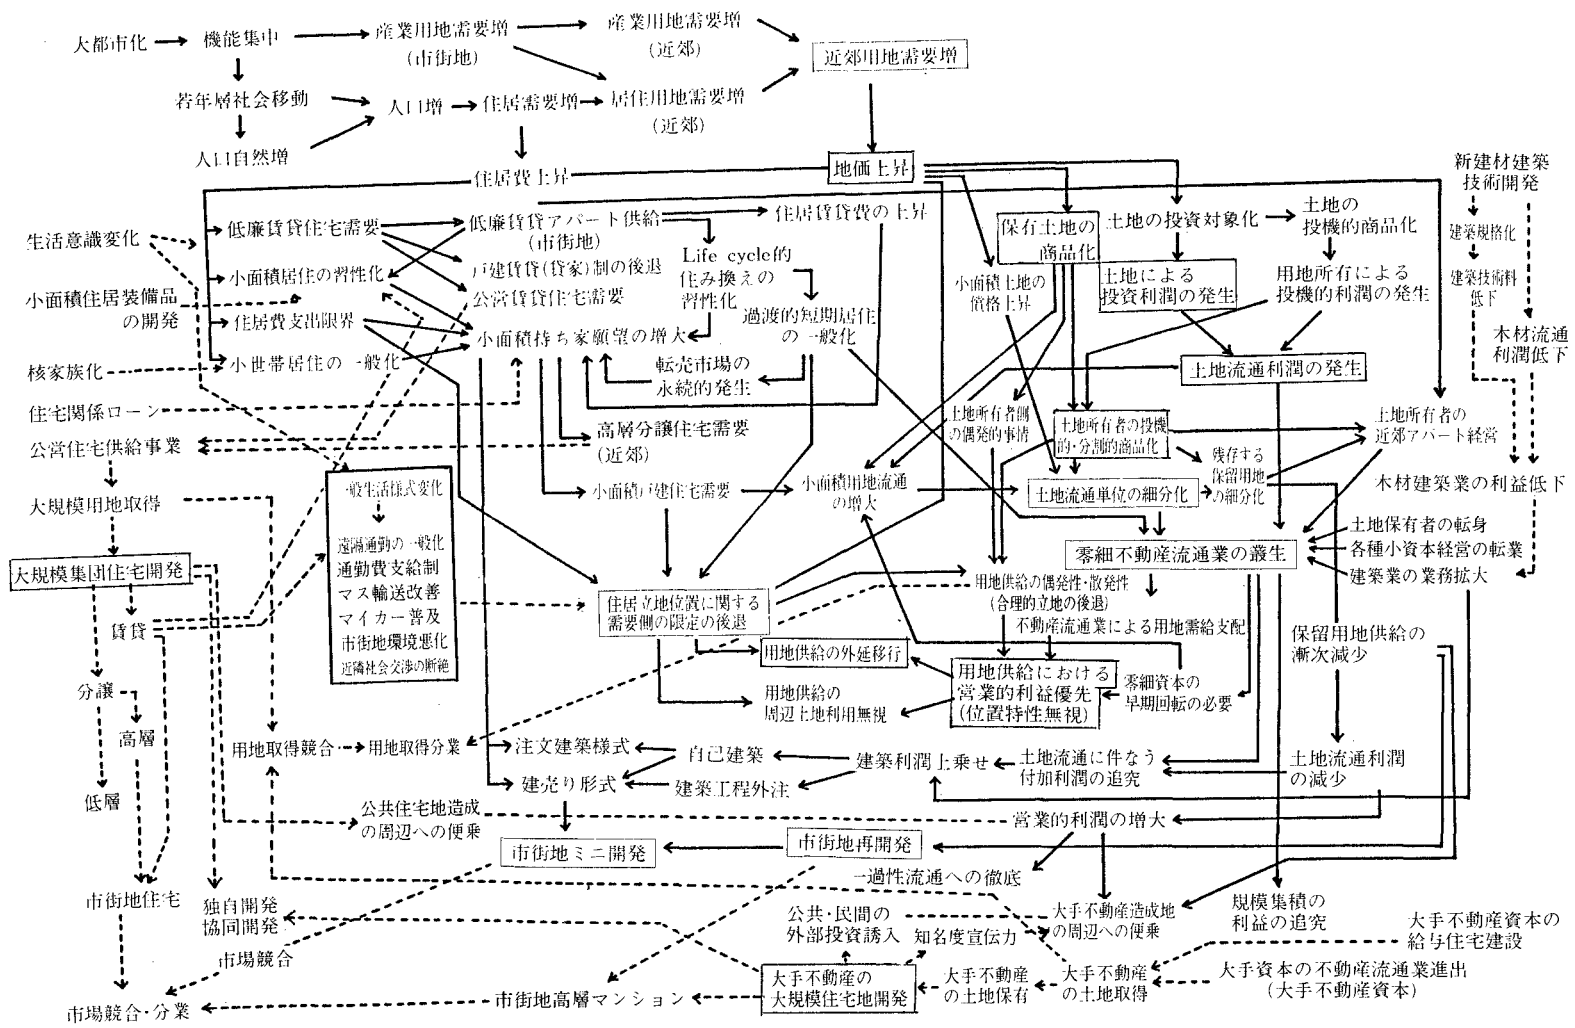 大都市化
機能集中
産業用地需要増
(市街地)
産業用地需要増
(近郊)
近郊用地需要増
若年層社会移動
人口増
住居需要増
居住用地需要増
(近郊)
人口自然増
住居費上昇
地価上昇
新建材建築
技術開発
生活意識変化
低廉賃貸住宅需要
低廉賃貸アパート供給
(市街地)
住居賃貸費の上昇
保有土地の
商品化
土地の投資対象化
土地の
投機的商品化
建築規格化
小面積居住の習性化
戸建賃貸(貸家)制の後退
Life cycle的
住み換えの
習性化
小面積土地の
価格上昇
土地による
投資利潤の発生
用地所有による
投機的利潤の発生
建築技術料
低下
小面積住居装備品
の開発
公営賃貸住宅需要
過渡的短期居住
の一般化
住居費支出限界
小面積持ち家願望の増大
木材流通
利潤低下
核家族化
小世帯居住の一般化
転売市場の
永続的発生
土地流通利潤の発生
住宅関係ローン
土地所有者側
の偶発的事情
土地所有者の投機
的・分割的商品化
土地所有者の
近郊アパート経営
公営住宅供給事業
高層分譲住宅需要
(近郊)
残存する
保留用地
の細分化
一般生活様式変化
大規模用地取得
小面積戸建住宅需要
小面積用地流通
の増大
土地流通単位の細分化
木材建築業の利益低下
遠隔通勤の一般化
通勤費支給制
マス輸送改善
マイカー普及
市街地環境悪化
近隣社会交渉の断絶
土地保有者の転身
各種小資本経営の転業
建築業の業務拡大
零細不動産流通業の叢生
大規模集団住宅開発
住居立地位置に関する
需要側の限定の後退
用地供給の偶発性・散発性
(合理的立地の後退)
賃貸
不動産流通業による用地需給支配
保留用地供給の
漸次減少
用地供給の外延移行
用地供給における
営業的利益優先
(位置特性無視)
零細資本の
早期回転の必要
分譲
用地供給の
周辺土地利用無視
高層
用地取得競合
用地取得分業
注文建築様式
自己建築
建築利潤上乗せ
土地流通に伴なう
付加利潤の追究
土地流通利潤
の減少
低層
建売り形式
建築工程外注
公共住宅地造成
の周辺への便乗
営業的利潤の増大
市街地ミニ開発
市街地再開発
一過性流通への徹底
市街地住宅
独自開発
協同開発
公共・民間の
外部投資誘入
知名度宣伝力
大手不動産造成地
の周辺への便乗
規模集積の
利益の追究
大手不動産資本の
給与住宅建設
市場競合
大手不動産の
大規模住宅地開発
大手不動産
の土地保有
大手不動産
の土地取得
大手資本の不動産流通業進出
(大手不動産資本)
市場競合・分業
市街地高層マンション